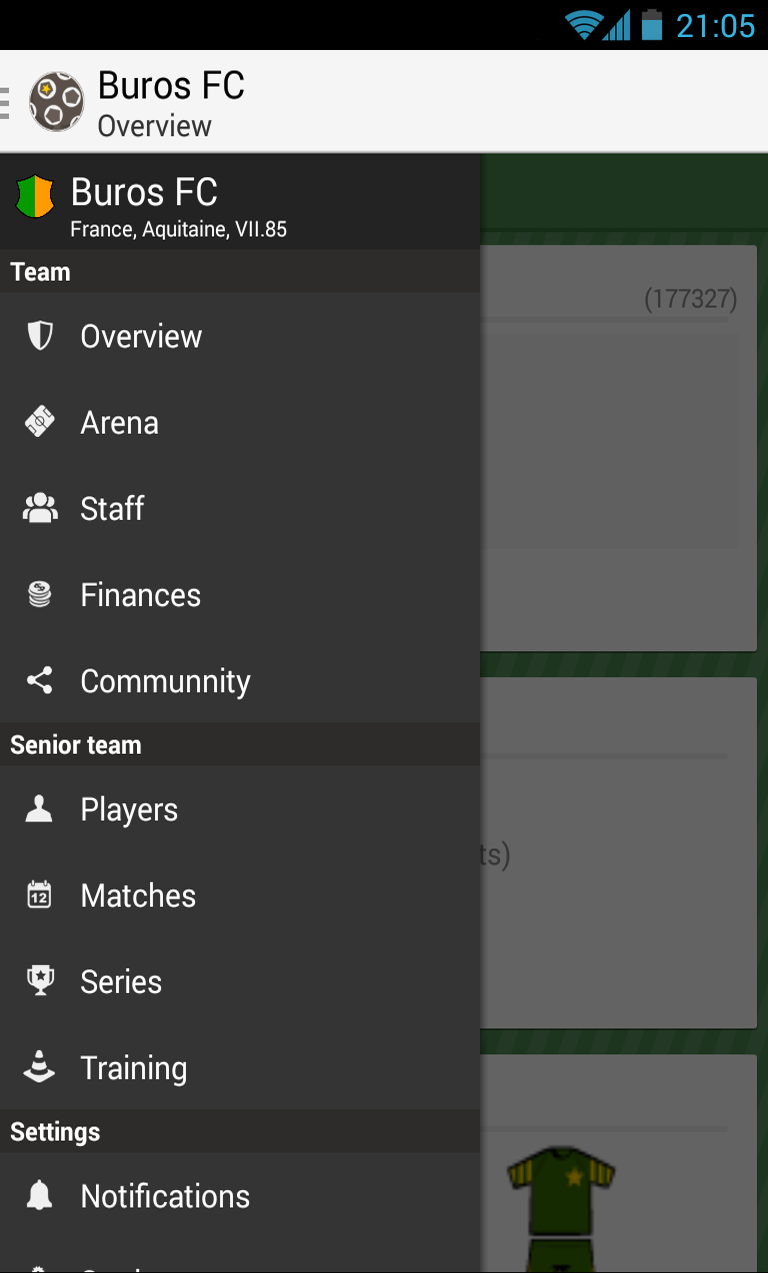 21:05
Buros FC
Overview
Buros FC
France, Aquitaine, VII.85
Team
(177327)
Overview
Arena
Staff
Finances
Communnity
Senior team
Players
ts)
12
Matches
Series
Training
Settings
Notifications